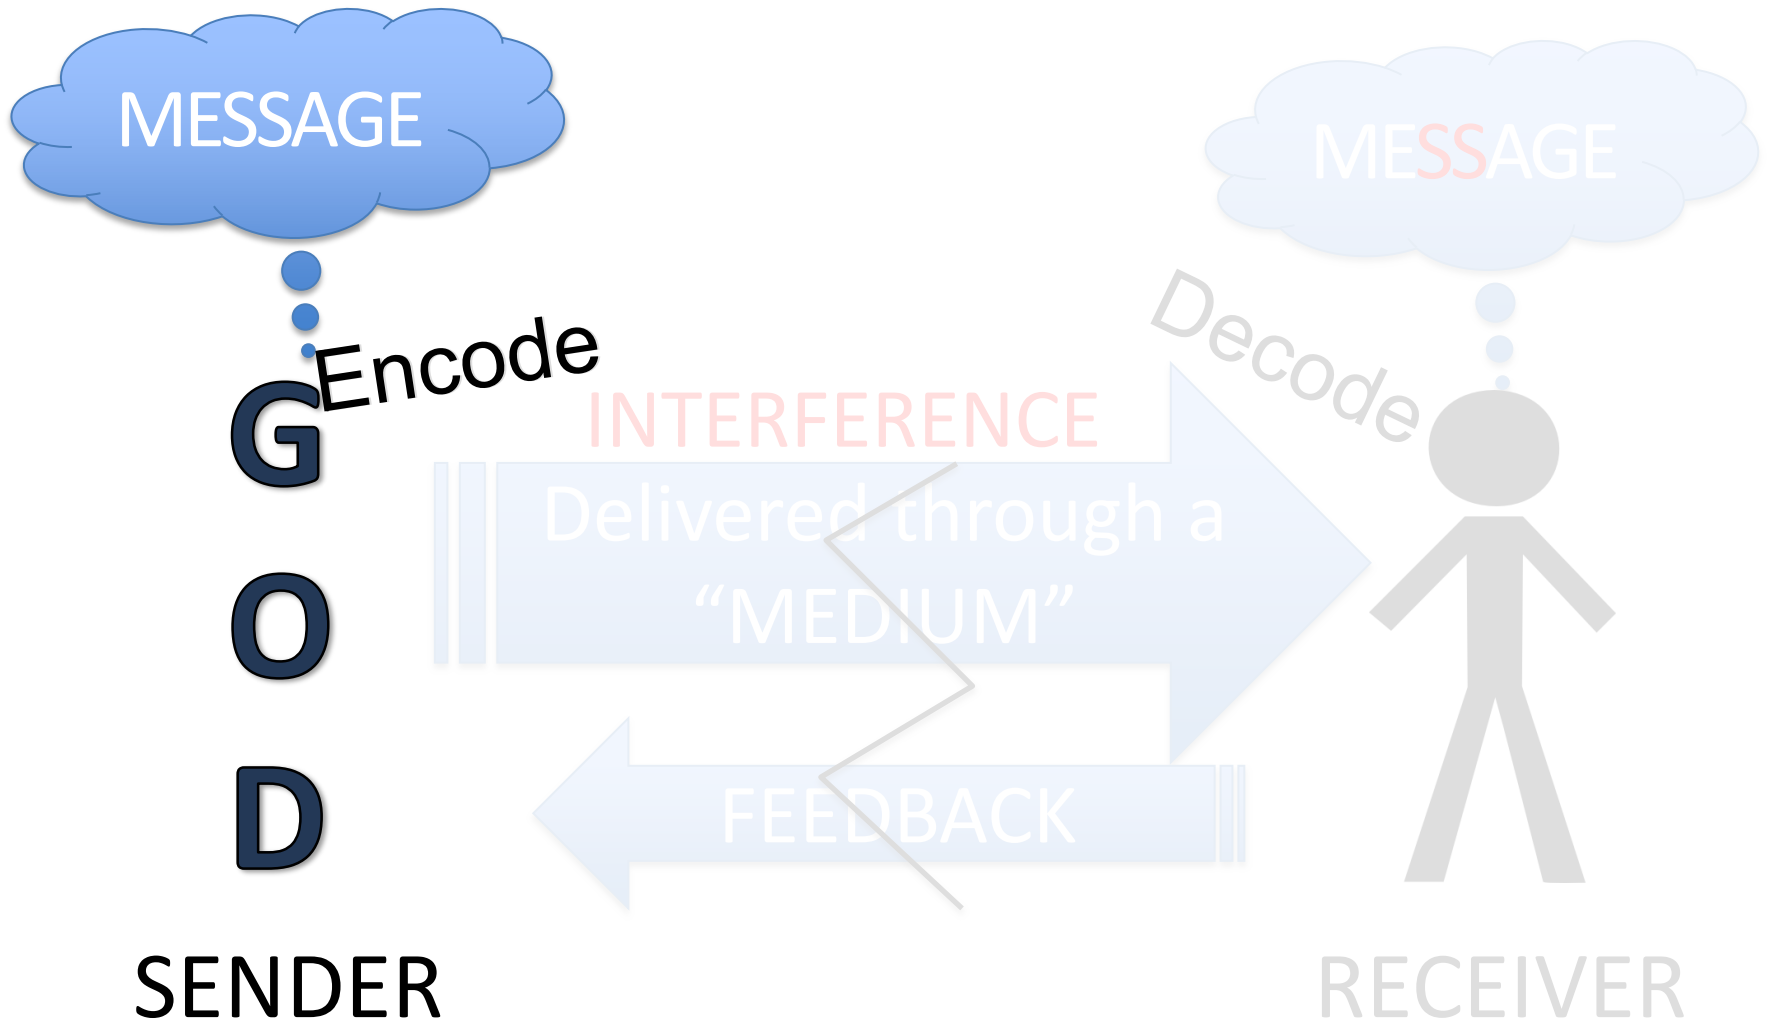 MESSAGE
MESSAGE
Encode
Decode
G
O
D
INTERFERENCE
Delivered through a
“MEDIUM”
FEEDBACK
SENDER
RECEIVER